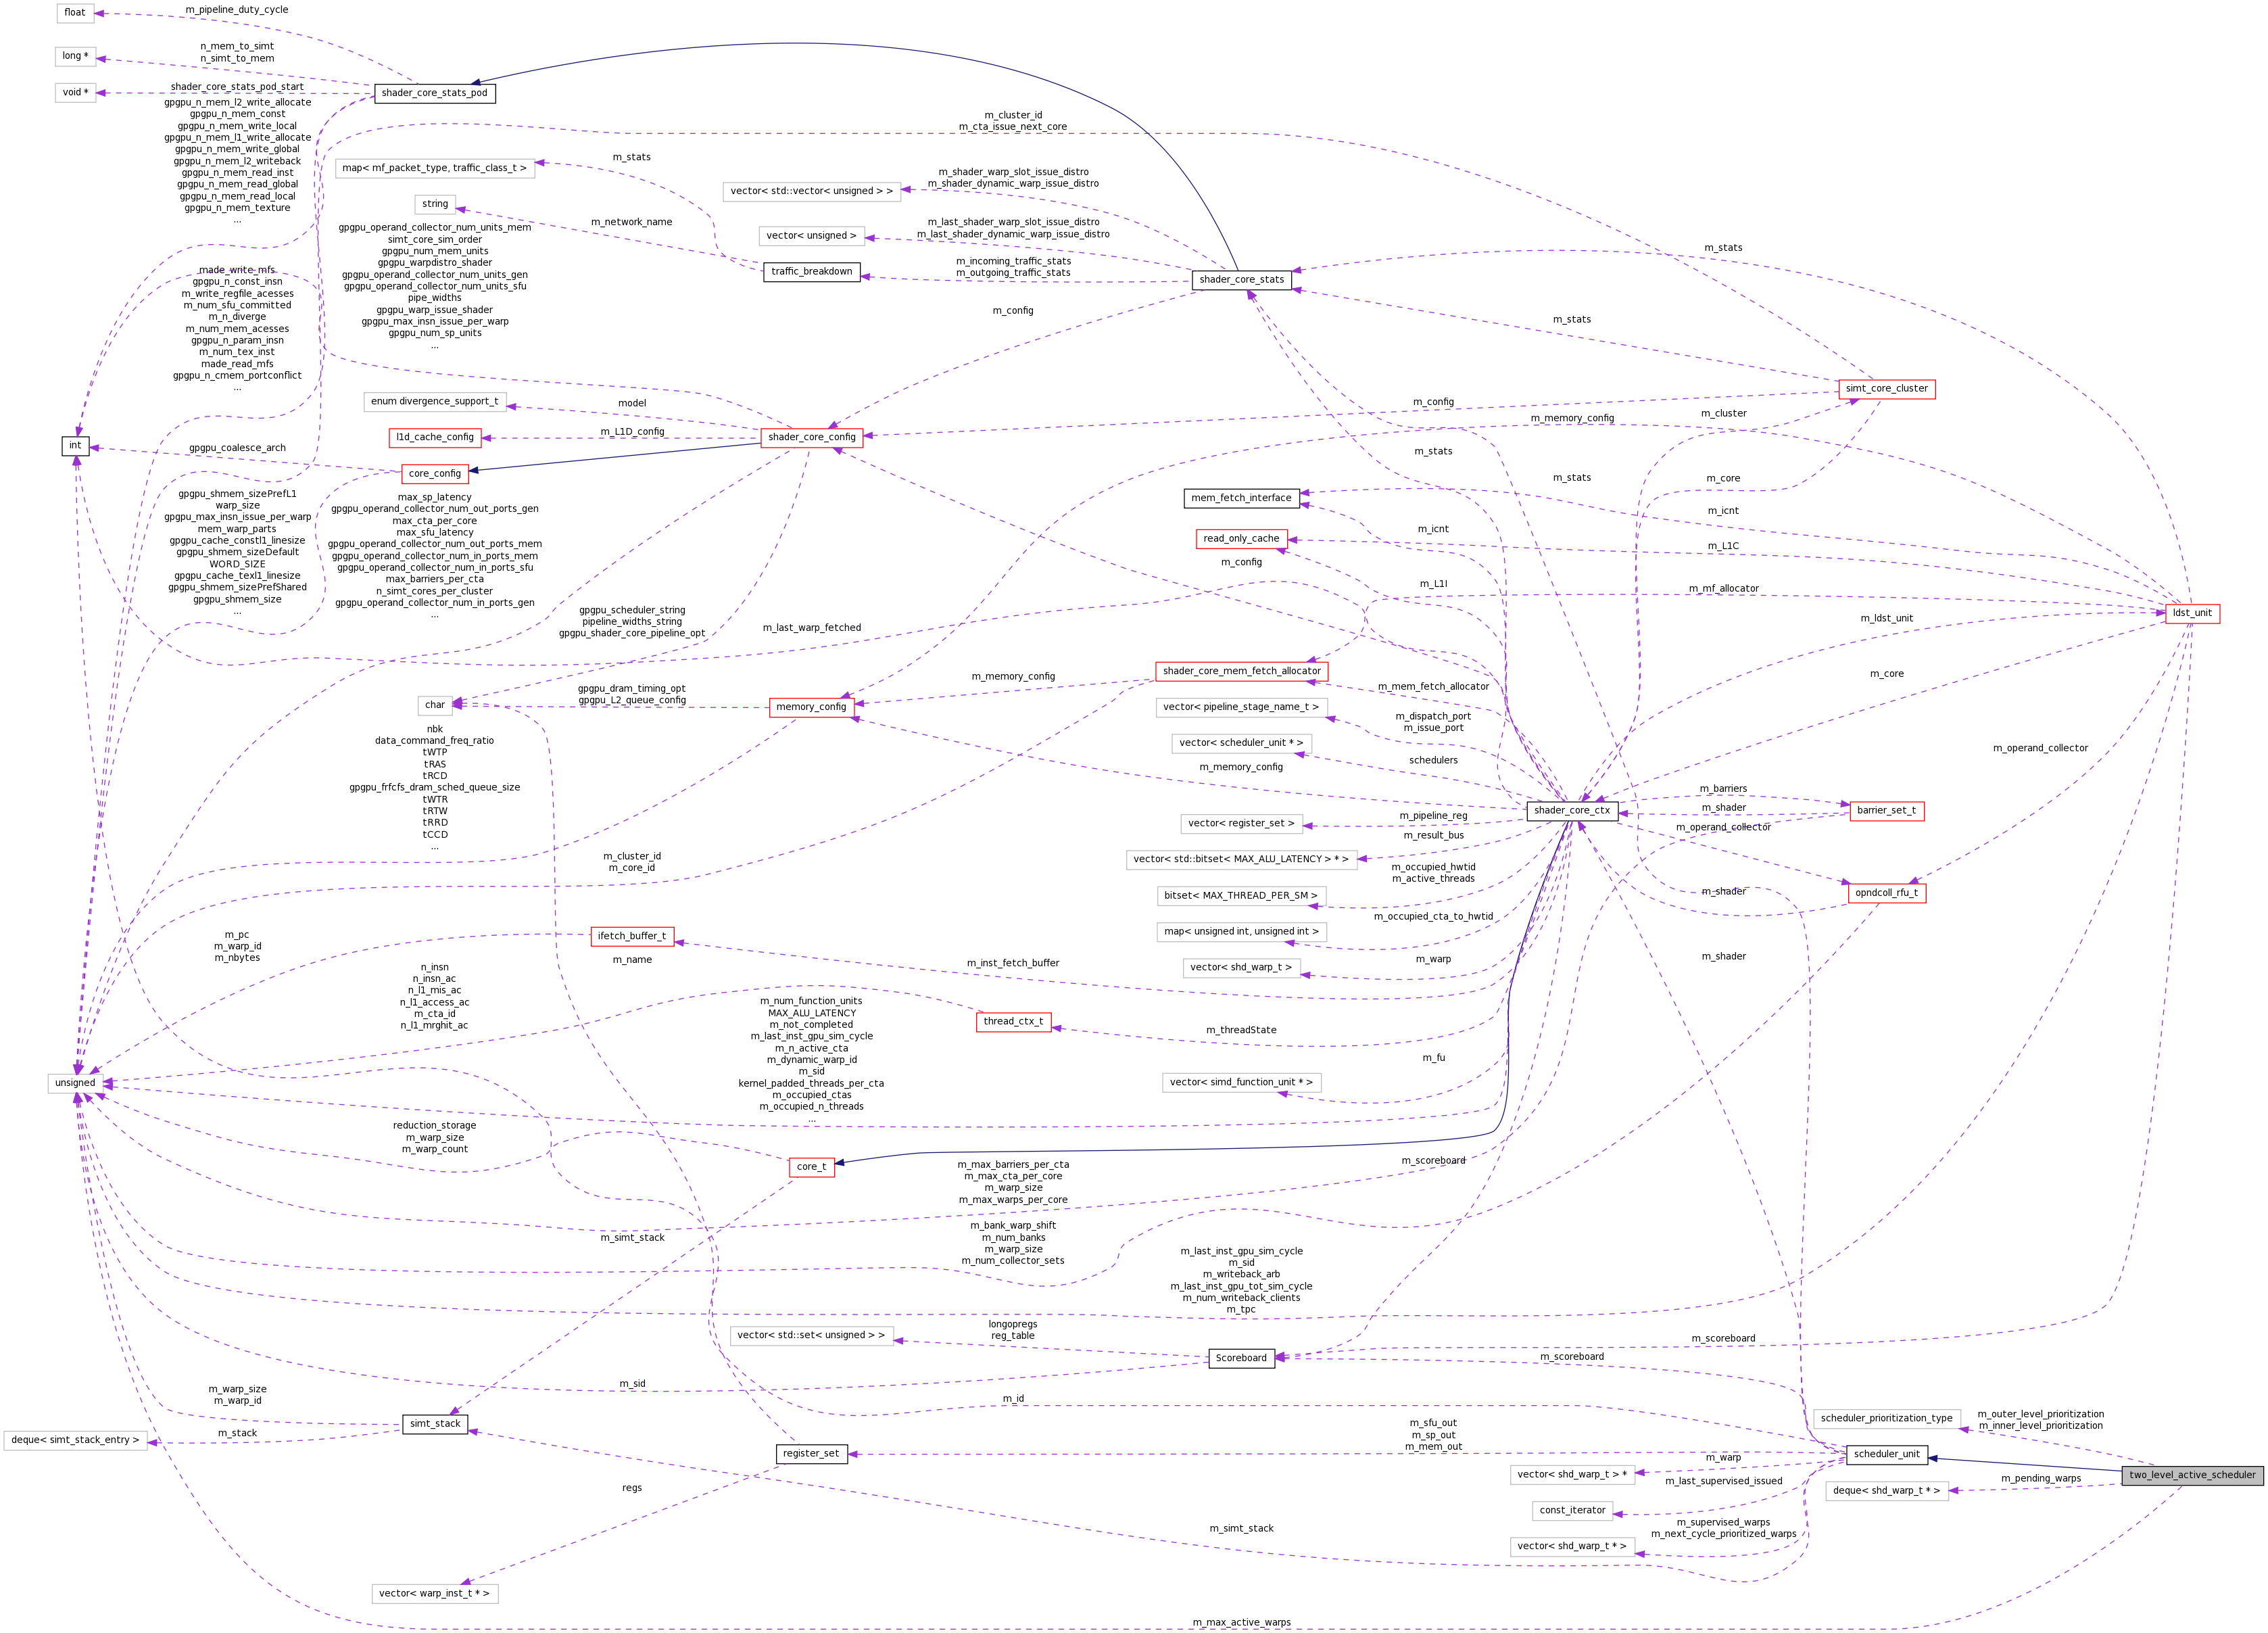 float
m_pipeline_duty_cycle
long *
n_mem_to_simt
n_simt_to_mem
void *
shader_core_stats_pod_start
shader_core_stats_pod
gpgpu_n_mem_l2_write_allocate
gpgpu_n_mem_const
gpgpu_n_mem_write_local
gpgpu_n_mem_l1_write_allocate
gpgpu_n_mem_write_global
gpgpu_n_mem_l2_writeback
gpgpu_n_mem_read_inst
gpgpu_n_mem_read_global
gpgpu_n_mem_read_local
gpgpu_n_mem_texture
...
m_cluster_id
m_cta_issue_next_core
map< mf_packet_type, traffic_class_t >
m_stats
string
m_network_name
vector< std::vector< unsigned > >
m_shader_warp_slot_issue_distro
m_shader_dynamic_warp_issue_distro
vector< unsigned >
m_last_shader_warp_slot_issue_distro
m_last_shader_dynamic_warp_issue_distro
traffic_breakdown
m_incoming_traffic_stats
m_outgoing_traffic_stats
shader_core_stats
m_stats
gpgpu_operand_collector_num_units_mem
simt_core_sim_order
gpgpu_num_mem_units
gpgpu_warpdistro_shader
gpgpu_operand_collector_num_units_gen
gpgpu_operand_collector_num_units_sfu
pipe_widths
gpgpu_warp_issue_shader
gpgpu_max_insn_issue_per_warp
gpgpu_num_sp_units
...
made_write_mfs
gpgpu_n_const_insn
m_write_regfile_acesses
m_num_sfu_committed
m_n_diverge
m_num_mem_acesses
gpgpu_n_param_insn
m_num_tex_inst
made_read_mfs
gpgpu_n_cmem_portconflict
...
m_config
m_stats
simt_core_cluster
enum divergence_support_t
model
l1d_cache_config
m_L1D_config
shader_core_config
m_config
m_memory_config
m_cluster
int
gpgpu_coalesce_arch
core_config
m_stats
m_stats
m_core
mem_fetch_interface
m_icnt
m_icnt
gpgpu_shmem_sizePrefL1
warp_size
gpgpu_max_insn_issue_per_warp
mem_warp_parts
gpgpu_cache_constl1_linesize
gpgpu_shmem_sizeDefault
WORD_SIZE
gpgpu_cache_texl1_linesize
gpgpu_shmem_sizePrefShared
gpgpu_shmem_size
...
max_sp_latency
gpgpu_operand_collector_num_out_ports_gen
max_cta_per_core
max_sfu_latency
gpgpu_operand_collector_num_out_ports_mem
gpgpu_operand_collector_num_in_ports_mem
gpgpu_operand_collector_num_in_ports_sfu
max_barriers_per_cta
n_simt_cores_per_cluster
gpgpu_operand_collector_num_in_ports_gen
...
read_only_cache
m_L1C
m_config
m_L1I
m_mf_allocator
ldst_unit
gpgpu_scheduler_string
pipeline_widths_string
gpgpu_shader_core_pipeline_opt
m_last_warp_fetched
m_ldst_unit
shader_core_mem_fetch_allocator
m_memory_config
m_mem_fetch_allocator
m_core
char
gpgpu_dram_timing_opt
gpgpu_L2_queue_config
memory_config
vector< pipeline_stage_name_t >
m_dispatch_port
m_issue_port
vector< scheduler_unit * >
schedulers
m_operand_collector
m_memory_config
nbk
data_command_freq_ratio
tWTP
tRAS
tRCD
gpgpu_frfcfs_dram_sched_queue_size
tWTR
tRTW
tRRD
tCCD
...
m_barriers
m_shader
shader_core_ctx
barrier_set_t
vector< register_set >
m_pipeline_reg
m_operand_collector
m_result_bus
vector< std::bitset< MAX_ALU_LATENCY > * >
m_cluster_id
m_core_id
m_occupied_hwtid
m_active_threads
bitset< MAX_THREAD_PER_SM >
m_shader
opndcoll_rfu_t
m_occupied_cta_to_hwtid
map< unsigned int, unsigned int >
ifetch_buffer_t
m_pc
m_warp_id
m_nbytes
m_name
m_inst_fetch_buffer
vector< shd_warp_t >
m_warp
m_shader
n_insn
n_insn_ac
n_l1_mis_ac
n_l1_access_ac
m_cta_id
n_l1_mrghit_ac
m_num_function_units
MAX_ALU_LATENCY
m_not_completed
m_last_inst_gpu_sim_cycle
m_n_active_cta
m_dynamic_warp_id
m_sid
kernel_padded_threads_per_cta
m_occupied_ctas
m_occupied_n_threads
...
thread_ctx_t
m_threadState
m_fu
unsigned
vector< simd_function_unit * >
reduction_storage
m_warp_size
m_warp_count
core_t
m_max_barriers_per_cta
m_max_cta_per_core
m_warp_size
m_max_warps_per_core
m_scoreboard
m_simt_stack
m_bank_warp_shift
m_num_banks
m_warp_size
m_num_collector_sets
m_last_inst_gpu_sim_cycle
m_sid
m_writeback_arb
m_last_inst_gpu_tot_sim_cycle
m_num_writeback_clients
m_tpc
vector< std::set< unsigned > >
longopregs
reg_table
Scoreboard
m_scoreboard
m_scoreboard
m_sid
m_warp_size
m_warp_id
simt_stack
m_id
deque< simt_stack_entry >
m_stack
register_set
m_sfu_out
m_sp_out
m_mem_out
scheduler_prioritization_type
m_outer_level_prioritization
m_inner_level_prioritization
scheduler_unit
vector< shd_warp_t > *
m_warp
m_last_supervised_issued
deque< shd_warp_t * >
m_pending_warps
two_level_active_scheduler
regs
const_iterator
m_simt_stack
m_supervised_warps
m_next_cycle_prioritized_warps
vector< shd_warp_t * >
vector< warp_inst_t * >
m_max_active_warps